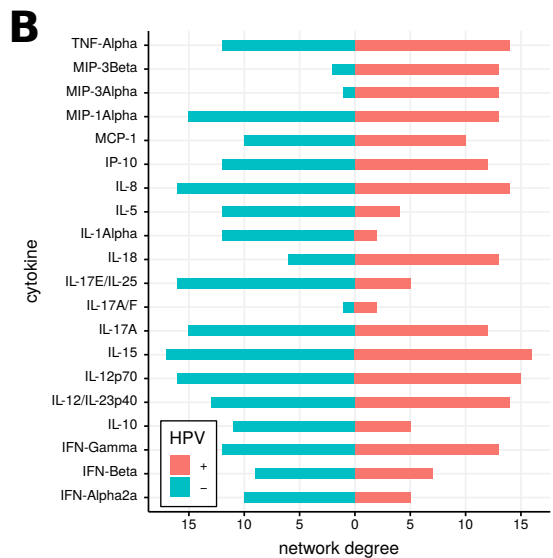 B
TNF-Alpha
MIP-3Beta
MIP-3Alpha
MIP-1Alpha
MCP-1
IP-10
IL-8
IL-5
IL-1Alpha
IL-18
IL-17E/IL-25
IL-17A/F
IL-17A
IL-15
IL-12p70
IL-12/IL-23p40
IL-10
IFN-Gamma
IFN-Beta
IFN-Alpha2a
cytokine
HPV
+
−
15 10 5 0 5 10 15
network degree